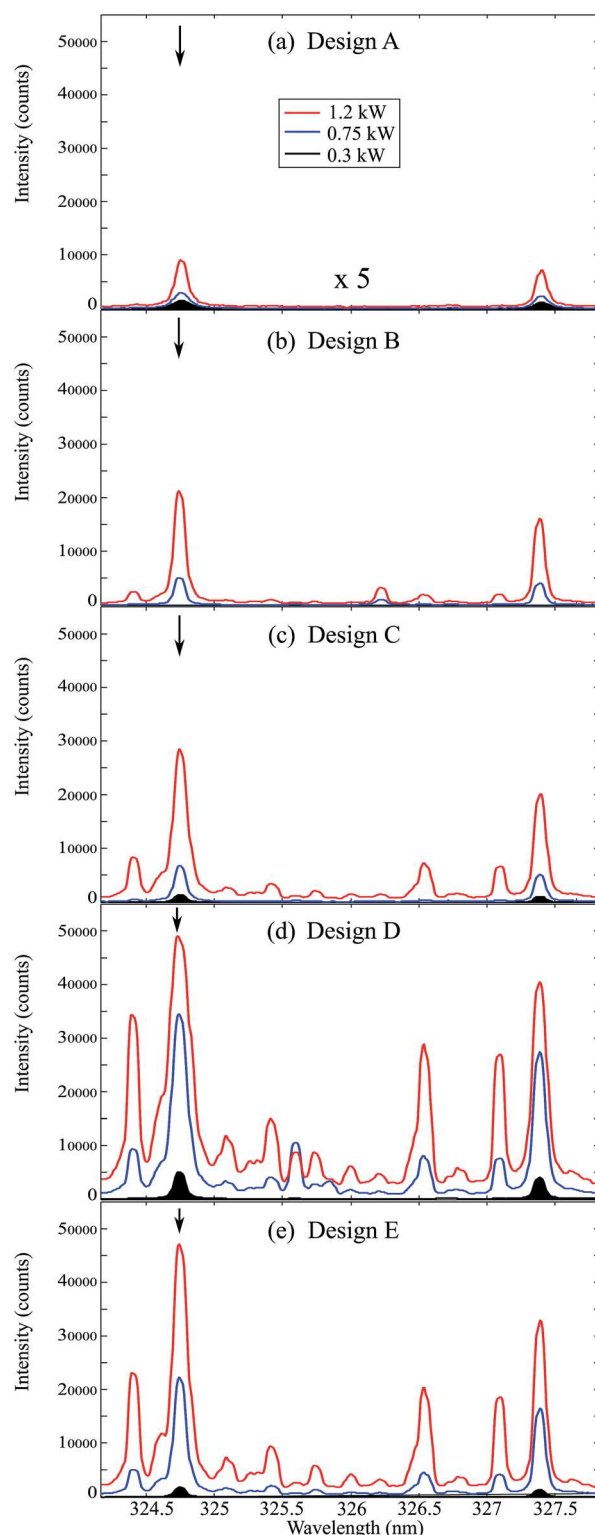 (a) Design A
Intensity (counts)
50000
40000
30000
20000
10000
0
1.2 kW
0.75 kW
0.3 kW
x 5
(b) Design B
Intensity (counts)
50000
40000
30000
20000
10000
0
(c) Design C
Intensity (counts)
50000
40000
30000
20000
10000
0
(d) Design D
Intensity (counts)
50000
40000
30000
20000
10000
0
(e) Design E
Intensity (counts)
50000
40000
30000
20000
10000
0
324.5 325 325.5 326 326.5 327 327.5
Wavelength (nm)